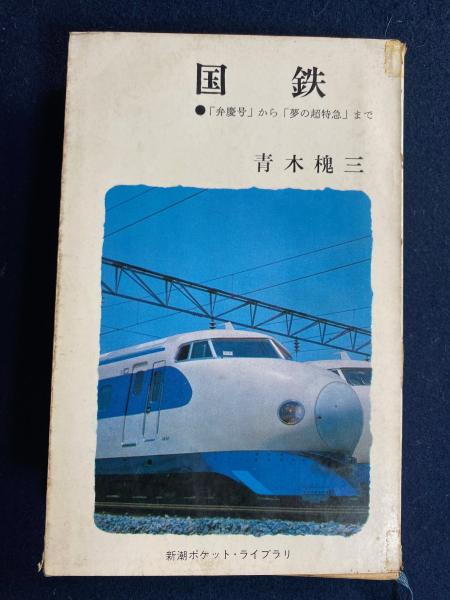 国鉄
●「弁慶号」から「夢の超特急」まで
青木槐三
新潮ポケット・ライブラリ